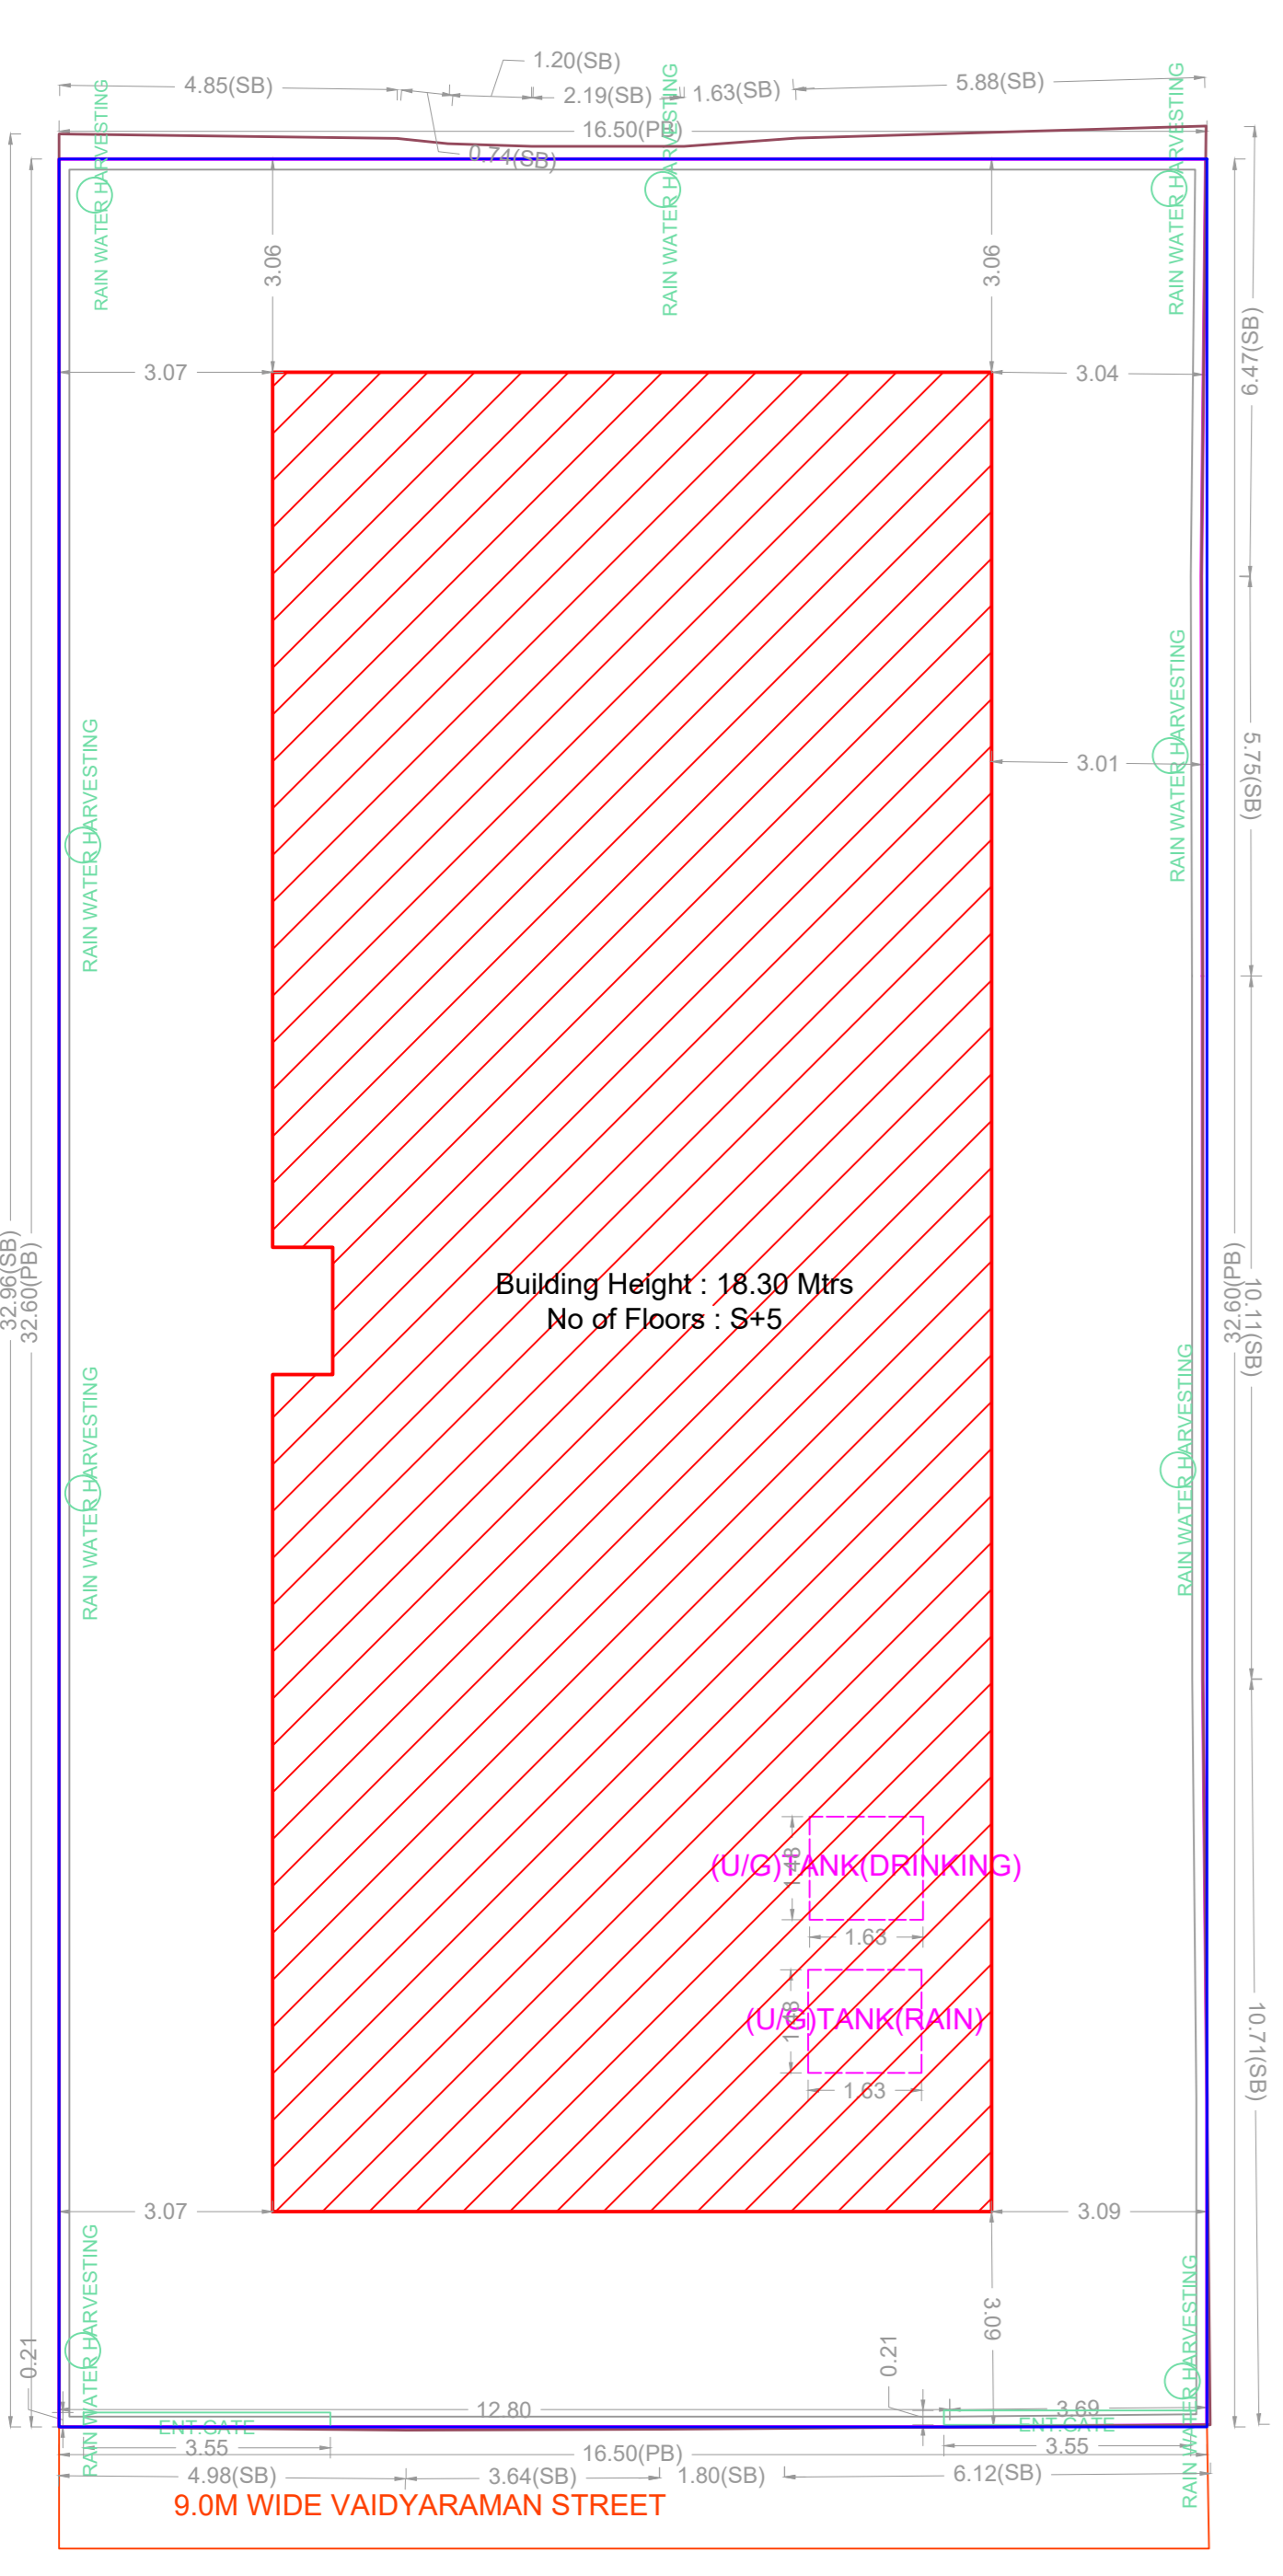 1.20(SB)
4.85(SB)
2.19(SB)
1.63(SB)
5.88(SB)
16.50(PB)
0.74(SB)
RAIN WATER HARVESTING
RAIN WATER HARVESTING
RAIN WATER HARVESTING
3.06
3.06
6.47(SB)
3.07
3.04
5.75(SB)
3.01
RAIN WATER HARVESTING
RAIN WATER HARVESTING
32.96(SB)
32.60(PB)
Building Height : 18.30 Mtrs
No of Floors : S+5
32.60(PB)
10.11(SB)
RAIN WATER HARVESTING
RAIN WATER HARVESTING
(U/G)TANK(DRINKING)
1.48
1.63
(U/G)TANK(RAIN)
1.48
1.63
10.71(SB)
3.07
3.09
3.09
RAIN WATER HARVESTING
RAIN WATER HARVESTING
0.21
0.21
12.80
3.69
ENT.GATE
ENT.GATE
3.55
16.50(PB)
3.55
4.98(SB)
3.64(SB)
1.80(SB)
6.12(SB)
9.0M WIDE VAIDYARAMAN STREET